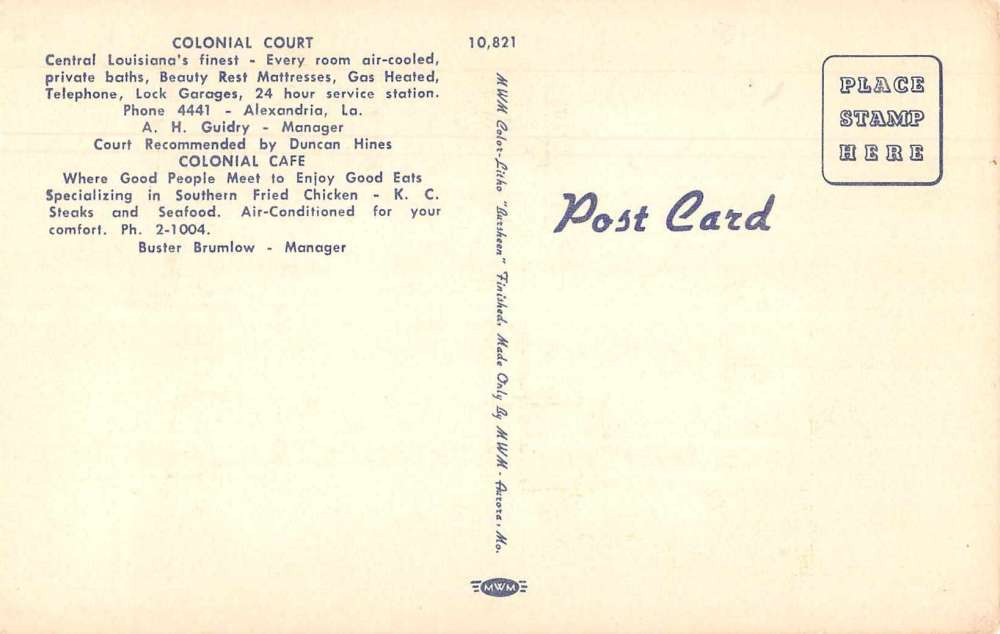 COLONIAL COURT
Central Louisiana's finest - Every room air-cooled,
private baths, Beauty Rest Mattresses, Gas Heated,
Telephone, Lock Garages, 24 hour service station.
Phone 4441 - Alexandria, La.
A. H. Guidry - Manager
Court Recommended by Duncan Hines
COLONIAL CAFE
Where Good People Meet to Enjoy Good Eats
Specializing in Southern Fried Chicken - K. C.
Steaks and Seafood. Air-Conditioned for your
comfort. Ph. 2-1004.
Buster Brumlow - Manager
10,821
MWM Color-Litho "Aursheen" Finished, Made Only By MWM - Aurora, Mo.
MWM
Post Card
PLACE
STAMP
HERE